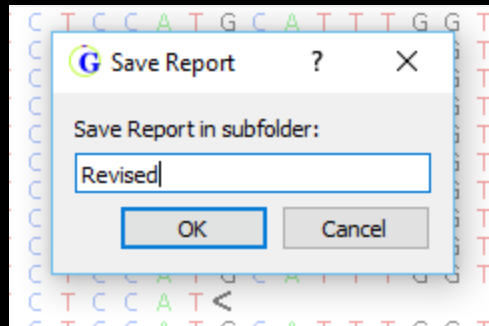 C T C C A T G C A T T T G G T
G Save Report ? ×
Save Report in subfolder:
Revised
OK Cancel
C T C C A T G C A T T T G G T
C T C C A T <
C T C C A T G C A T T T G G T